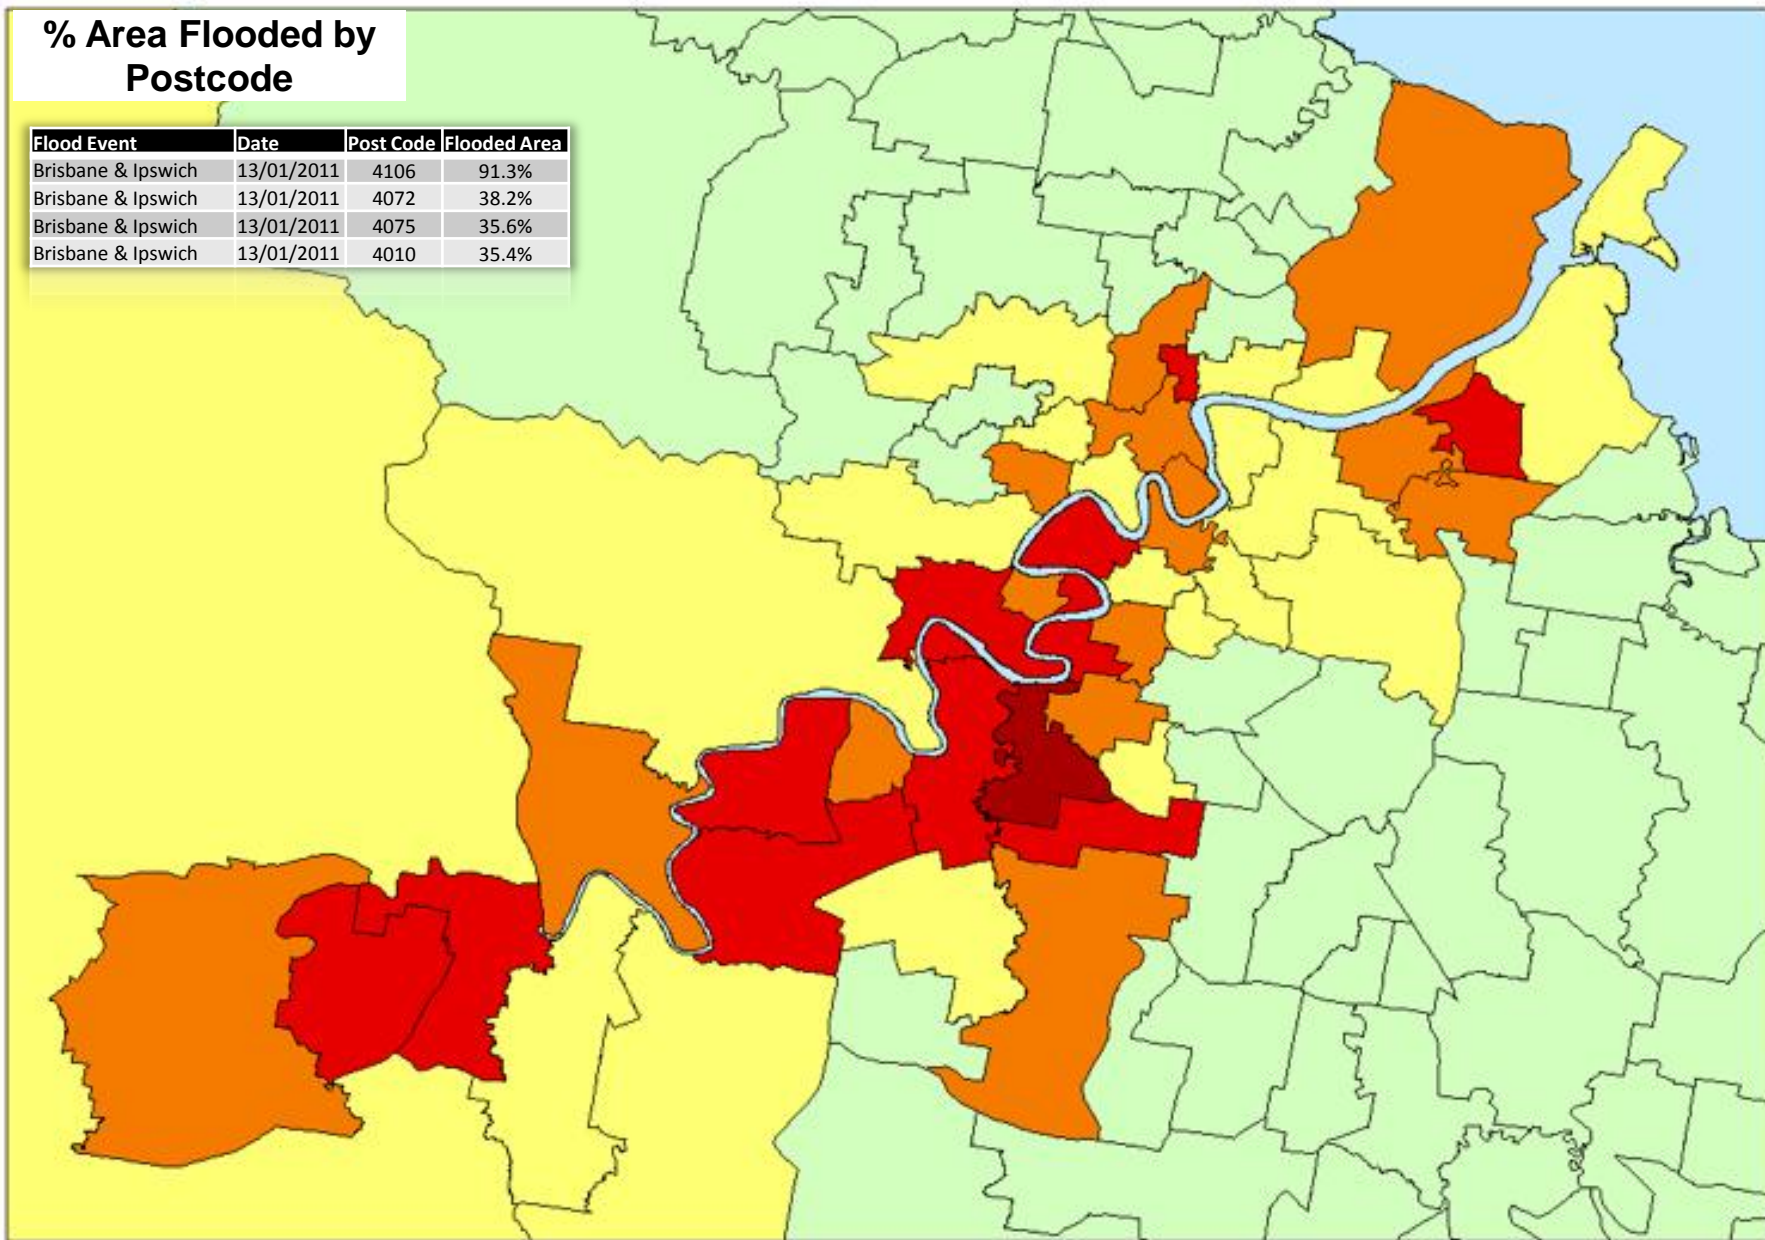 % Area Flooded by
Postcode
Flood Event Date Post Code Flooded Area
Brisbane & Ipswich 13/01/2011 4106 91.3%
Brisbane & Ipswich 13/01/2011 4072 38.2%
Brisbane & Ipswich 13/01/2011 4075 35.6%
Brisbane & Ipswich 13/01/2011 4010 35.4%